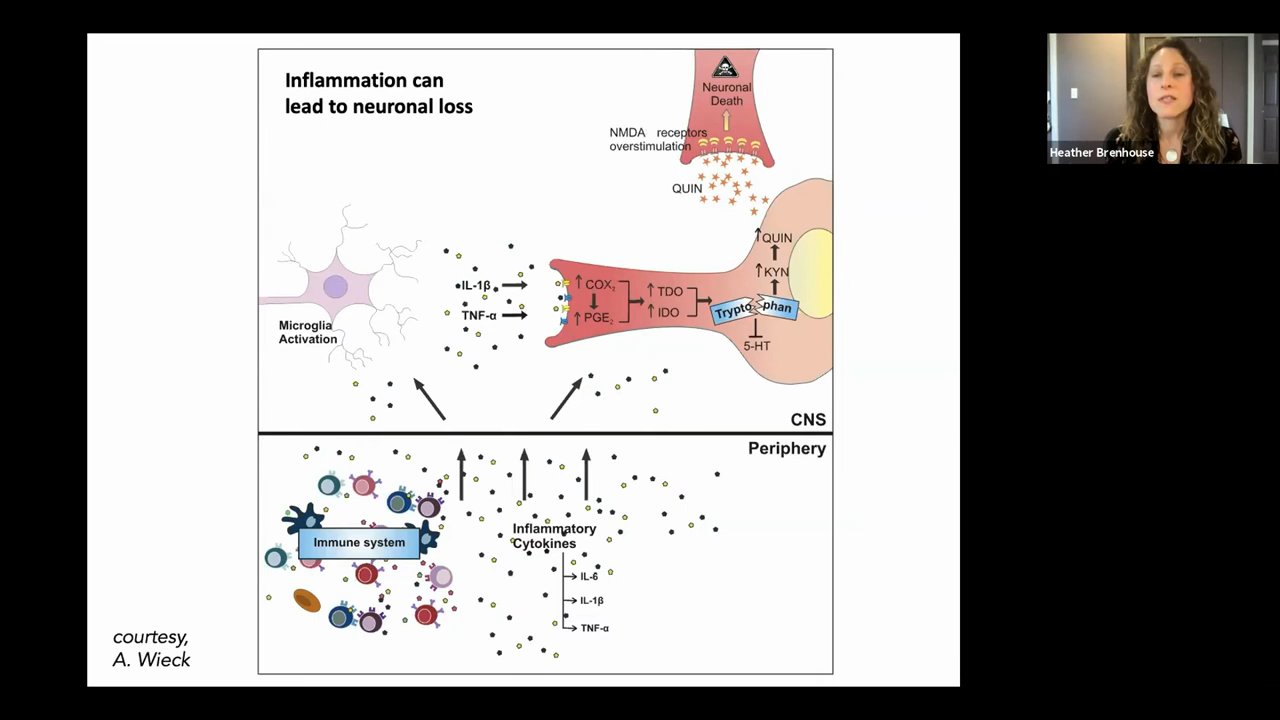 Inflammation can
lead to neuronal loss
Neuronal
Death
NMDA receptors
overstimulation
QUIN
Heather Brenhouse
↑QUIN
↑KYN
Trypto phan
5-HT
IL-1β
TNF-α
↑ COX₂
↑ PGE₂
↑ TDO
↑ IDO
Microglia
Activation
CNS
Periphery
Immune system
Inflammatory
Cytokines
IL-6
IL-1β
TNF-α
courtesy,
A. Wieck